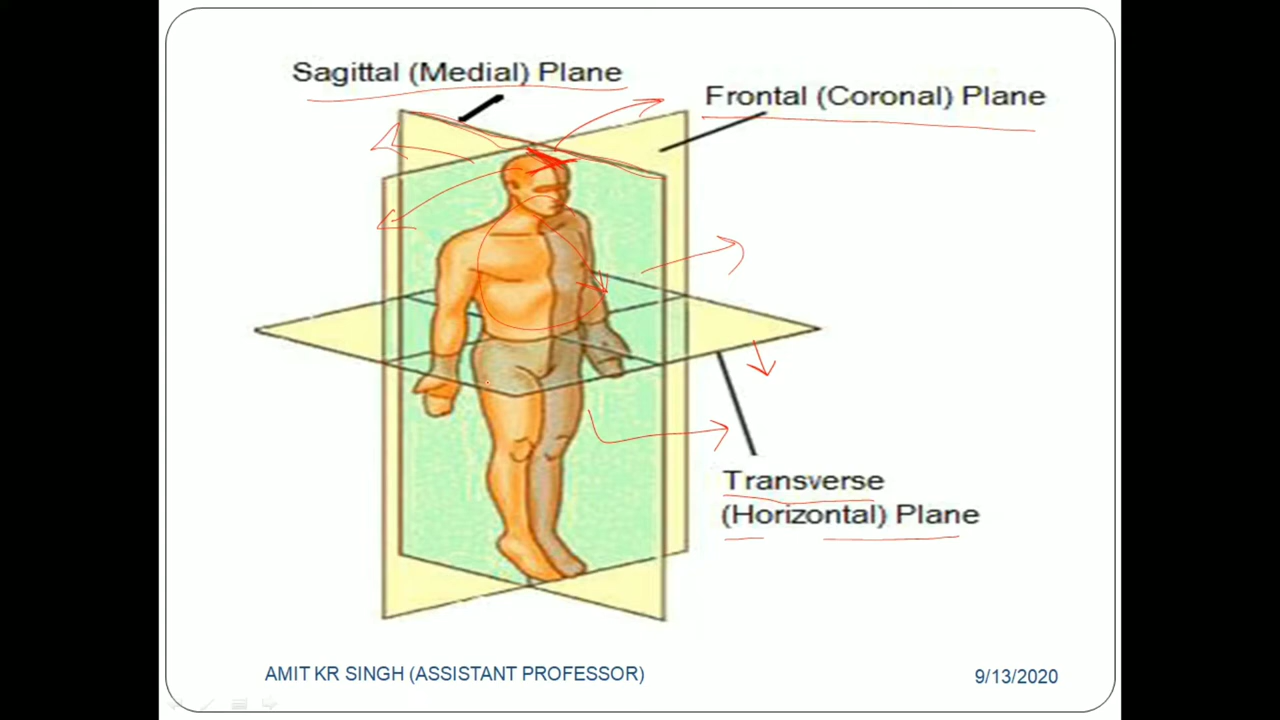 Sagittal (Medial) Plane
Frontal (Coronal) Plane
Transverse
(Horizontal) Plane
AMIT KR SINGH (ASSISTANT PROFESSOR)
9/13/2020